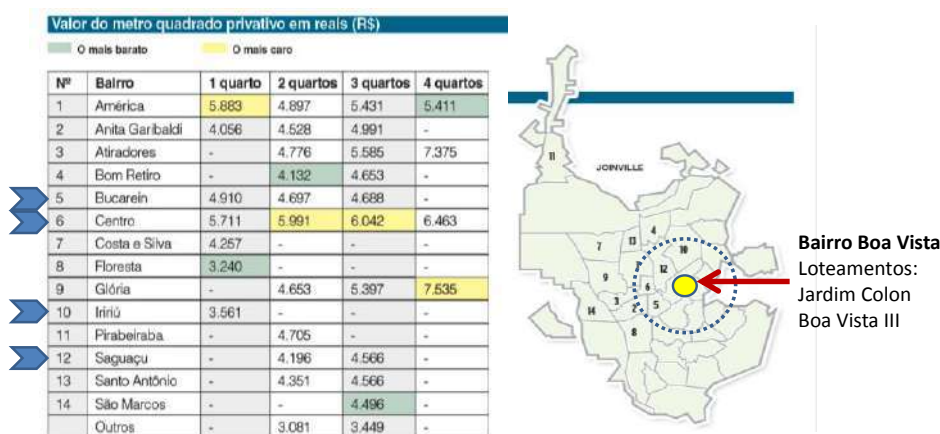 Valor do metro quadrado privativo em reais (R$)
O mais barato O mais caro
Nº Bairro 1 quarto 2 quartos 3 quartos 4 quartos
1 América 5.883 4.897 5.431 5.411
2 Anita Garibaldi 4.056 4.528 4.991 -
3 Atiradores - 4.776 5.585 7.375
4 Bom Retiro - 4.132 4.653 -
5 Bucarein 4.910 4.697 4.688 -
6 Centro 5.711 5.991 6.042 6.463
7 Costa e Silva 4.257 - - -
8 Floresta 3.240 - - -
9 Glória - 4.653 5.397 7.535
10 Iririú 3.561 - - -
11 Pirabeiraba - 4.705 - -
12 Saguaçu - 4.196 4.566 -
13 Santo Antônio - 4.351 4.566 -
14 São Marcos - - 4.496 -
Outros - 3.081 3.449 -
11
JOINVILLE
4
13
7
10
12
9
6
3
2
5
14
8
Bairro Boa Vista
Loteamentos:
Jardim Colon
Boa Vista III